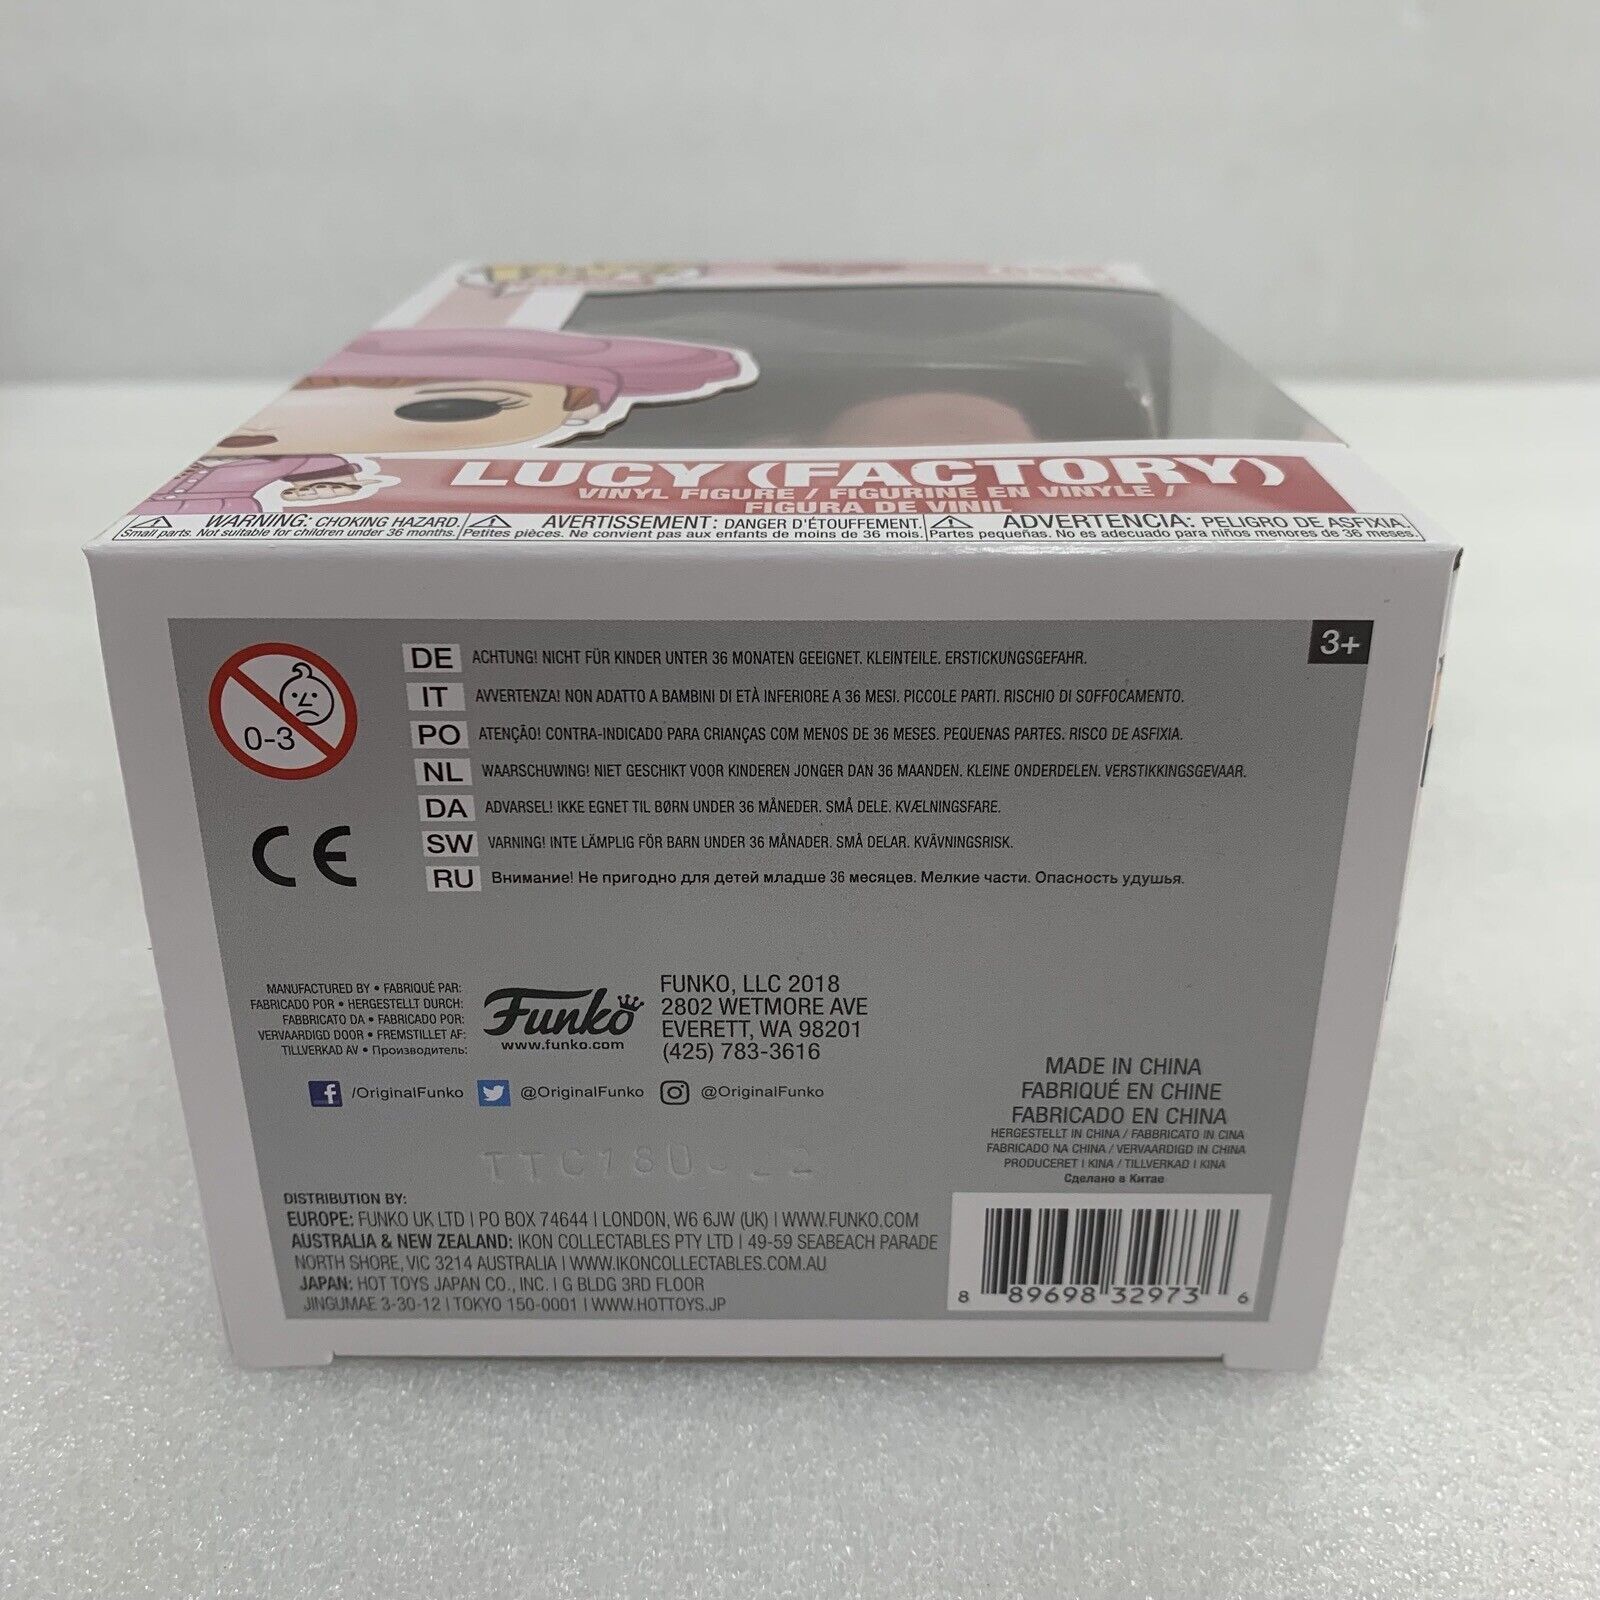 LUCY (FACTORY)
VINYL FIGURE / FIGURINE EN VINYLE /
FIGURA DE VINIL
WARNING: CHOKING HAZARD.
Small parts. Not suitable for children under 36 months.
AVERTISSEMENT: DANGER D'ÉTOUFFEMENT.
Petites pièces. Ne convient pas aux enfants de moins de 36 mois.
ADVERTENCIA: PELIGRO DE ASFIXIA.
Partes pequeñas. No es adecuado para niños menores de 36 meses.
3+
0-3
DE ACHTUNG! NICHT FÜR KINDER UNTER 36 MONATEN GEEIGNET. KLEINTEILE. ERSTICKUNGSGEFAHR.
IT AVVERTENZA! NON ADATTO A BAMBINI DI ETÀ INFERIORE A 36 MESI. PICCOLE PARTI. RISCHIO DI SOFFOCAMENTO.
PO ATENÇÃO! CONTRA-INDICADO PARA CRIANÇAS COM MENOS DE 36 MESES. PEQUENAS PARTES. RISCO DE ASFIXIA.
NL WAARSCHUWING! NIET GESCHIKT VOOR KINDEREN JONGER DAN 36 MAANDEN. KLEINE ONDERDELEN. VERSTIKKINGSGEVAAR.
DA ADVARSEL! IKKE EGNET TIL BØRN UNDER 36 MÅNEDER. SMÅ DELE. KVÆLNINGSFARE.
SW VARNING! INTE LÄMPLIG FÖR BARN UNDER 36 MÅNADER. SMÅ DELAR. KVÄVNINGSRISK.
RU Внимание! Не пригодно для детей младше 36 месяцев. Мелкие части. Опасность удушья.
CE
MANUFACTURED BY • FABRIQUÉ PAR:
FABRICADO POR • HERGESTELLT DURCH:
FABBRICATO DA • FABRICADO POR:
VERVAARDIGD DOOR • FREMSTILLET AF:
TILLVERKAD AV • Производитель:
Funko
www.funko.com
FUNKO, LLC 2018
2802 WETMORE AVE
EVERETT, WA 98201
(425) 783-3616
/OriginalFunko @OriginalFunko @OriginalFunko
MADE IN CHINA
FABRIQUÉ EN CHINE
FABRICADO EN CHINA
HERGESTELLT IN CHINA / FABBRICATO IN CINA
FABRICADO NA CHINA / VERVAARDIGD IN CHINA
PRODUCERET I KINA / TILLVERKAD I KINA
Сделано в Китае
DISTRIBUTION BY:
EUROPE: FUNKO UK LTD | PO BOX 74644 | LONDON, W6 6JW (UK) | WWW.FUNKO.COM
AUSTRALIA & NEW ZEALAND: IKON COLLECTABLES PTY LTD | 49-59 SEABEACH PARADE
NORTH SHORE, VIC 3214 AUSTRALIA | WWW.IKONCOLLECTABLES.COM.AU
JAPAN: HOT TOYS JAPAN CO., INC. | G BLDG 3RD FLOOR
JINGUMAE 3-30-12 | TOKYO 150-0001 | WWW.HOTTOYS.JP
8 89698 32973 6